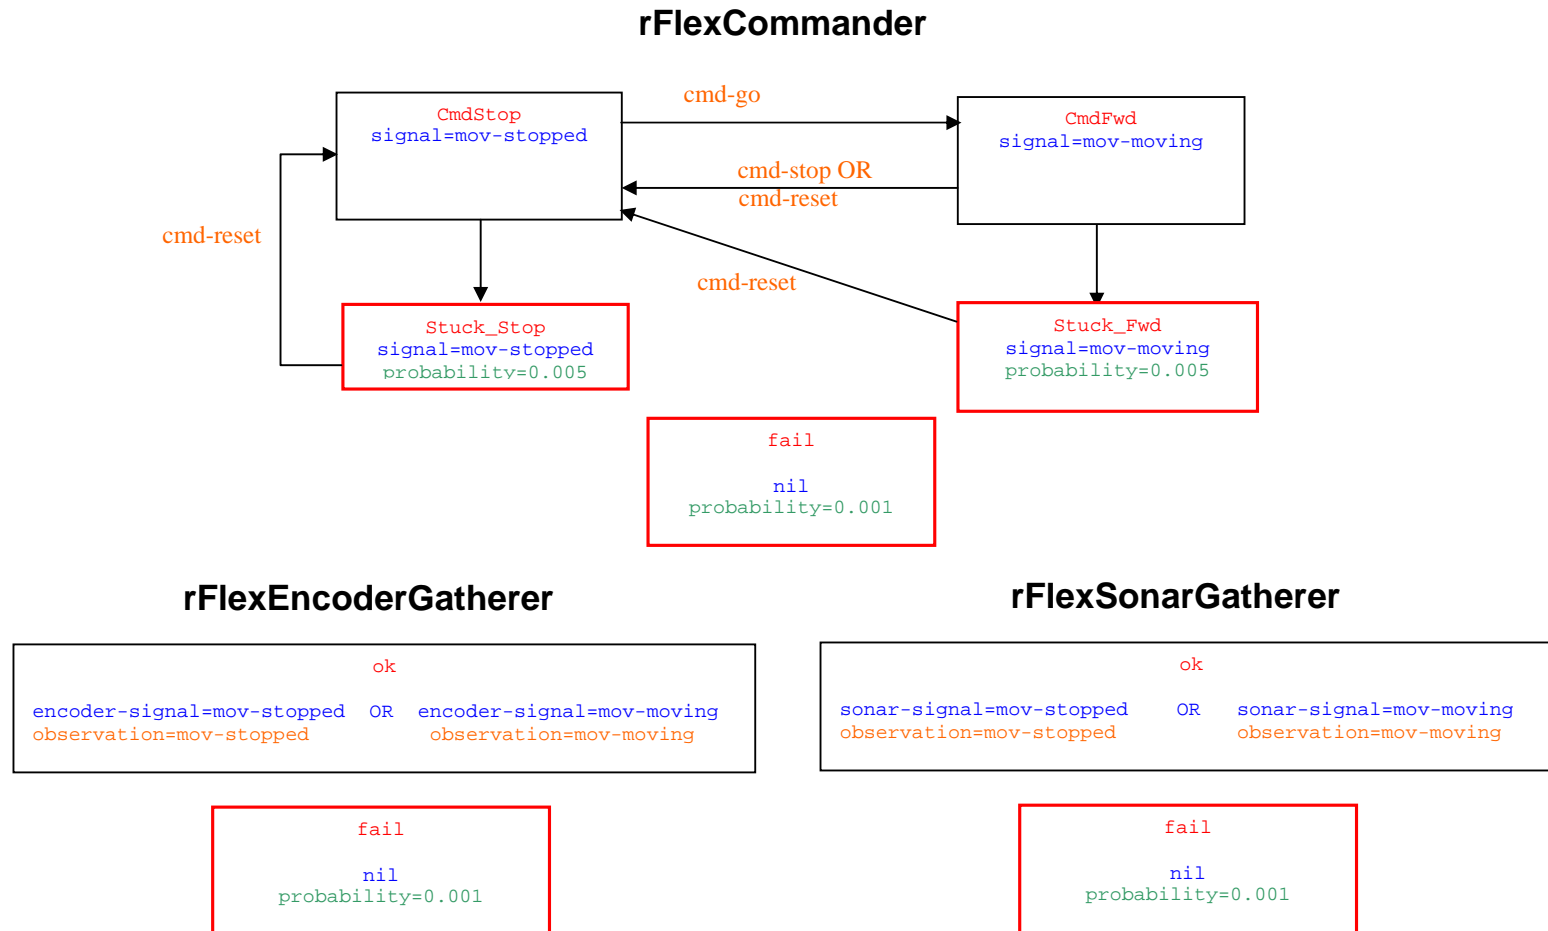 rFlexCommander
cmd-go
CmdStop
signal=mov-stopped
CmdFwd
signal=mov-moving
cmd-stop OR
cmd-reset
cmd-reset
cmd-reset
Stuck_Stop
signal=mov-stopped
probability=0.005
Stuck_Fwd
signal=mov-moving
probability=0.005
fail
nil
probability=0.001
rFlexEncoderGatherer
ok
encoder-signal=mov-stopped OR encoder-signal=mov-moving
observation=mov-stopped observation=mov-moving
fail
nil
probability=0.001
rFlexSonarGatherer
ok
sonar-signal=mov-stopped OR sonar-signal=mov-moving
observation=mov-stopped observation=mov-moving
fail
nil
probability=0.001